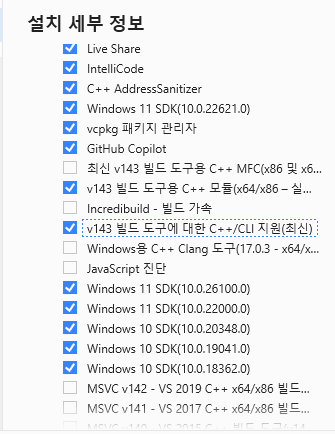 설치 세부 정보
Live Share
IntelliCode
C++ AddressSanitizer
Windows 11 SDK(10.0.22621.0)
vcpkg 패키지 관리자
GitHub Copilot
최신 v143 빌드 도구용 C++ MFC(x86 및 x6...
v143 빌드 도구용 C++ 모듈(x64/x86 – 실...
Incredibuild - 빌드 가속
v143 빌드 도구에 대한 C++/CLI 지원(최신)
Windows용 C++ Clang 도구(17.0.3 - x64/x...
JavaScript 진단
Windows 11 SDK(10.0.26100.0)
Windows 11 SDK(10.0.22000.0)
Windows 10 SDK(10.0.20348.0)
Windows 10 SDK(10.0.19041.0)
Windows 10 SDK(10.0.18362.0)
MSVC v142 - VS 2019 C++ x64/x86 빌드...
MSVC v141 - VS 2017 C++ x64/x86 빌드...